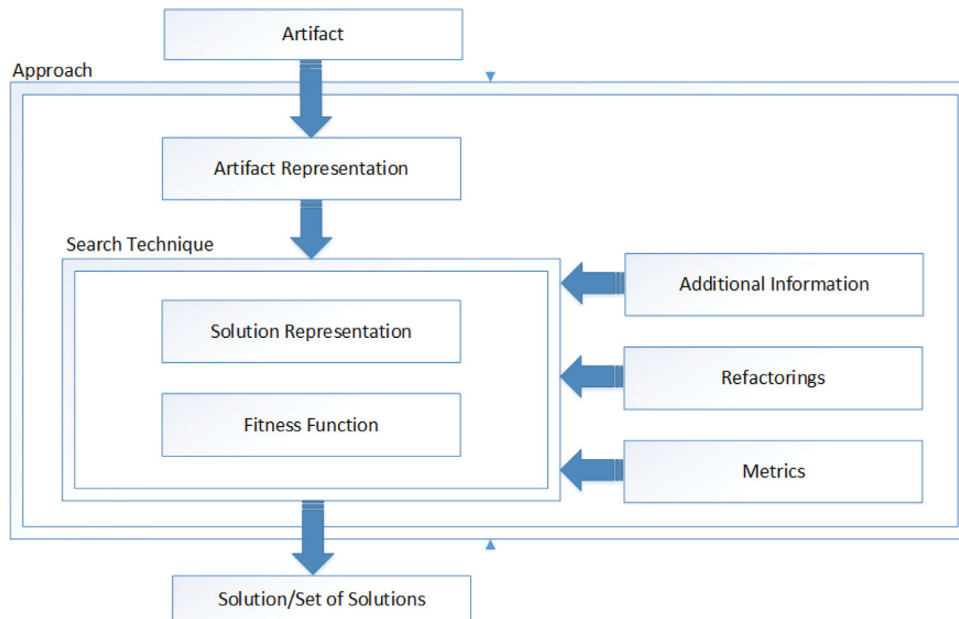 Artifact
Approach
Artifact Representation
Search Technique
Solution Representation
Fitness Function
Additional Information
Refactorings
Metrics
Solution/Set of Solutions